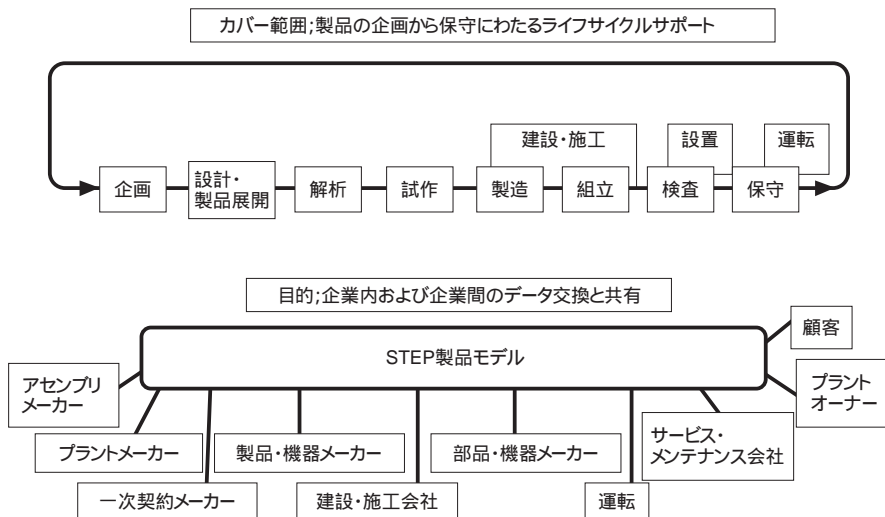 カバー範囲;製品の企画から保守にわたるライフサイクルサポート
建設・施工
設置
運転
企画
設計・
製品展開
解析
試作
製造
組立
検査
保守
目的;企業内および企業間のデータ交換と共有
STEP製品モデル
顧客
アセンブリ
メーカー
プラント
オーナー
プラントメーカー
製品・機器メーカー
部品・機器メーカー
サービス・
メンテナンス会社
一次契約メーカー
建設・施工会社
運転